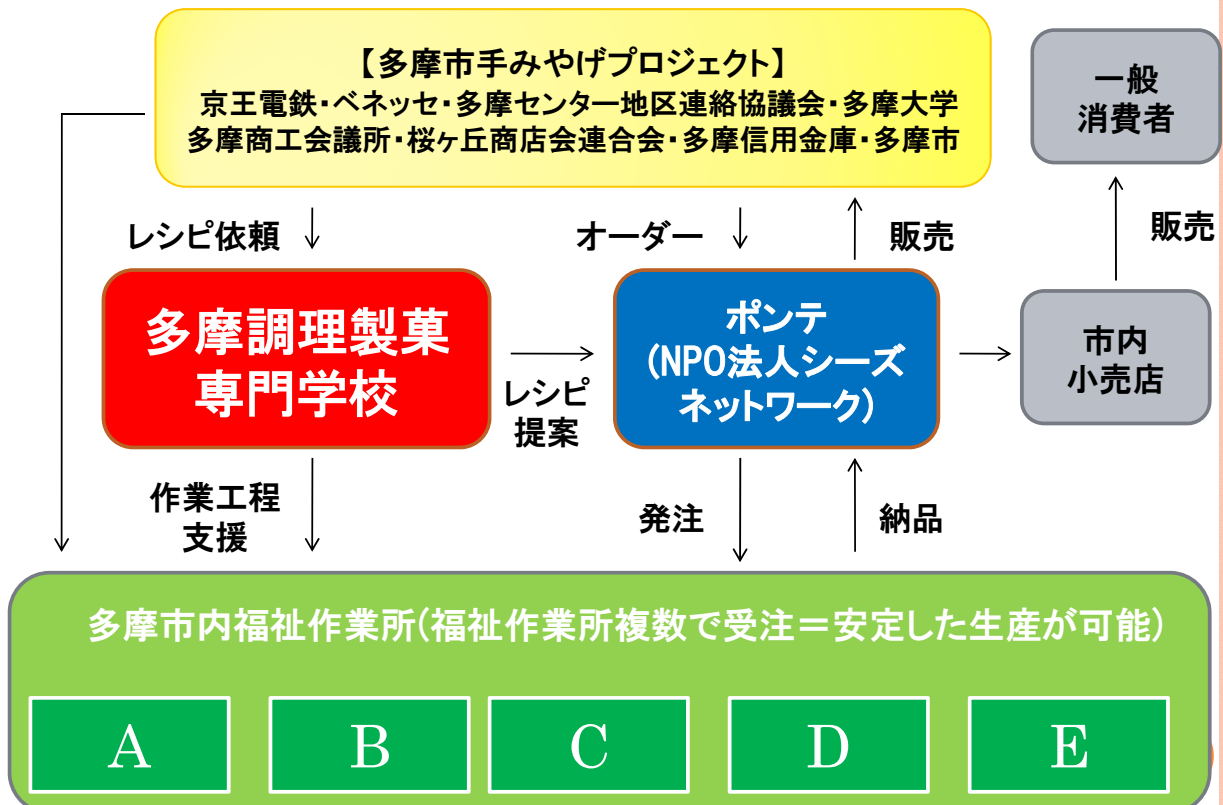 【多摩市手みやげプロジェクト】
京王電鉄・ベネッセ・多摩センター地区連絡協議会・多摩大学
多摩商工会議所・桜ヶ丘商店会連合会・多摩信用金庫・多摩市
一般
消費者
レシピ依頼
オーダー
販売
販売
多摩調理製菓
専門学校
レシピ
提案
ポンテ
(NPO法人シーズ
ネットワーク)
市内
小売店
作業工程
支援
発注
納品
多摩市内福祉作業所(福祉作業所複数で受注＝安定した生産が可能)
A
B
C
D
E